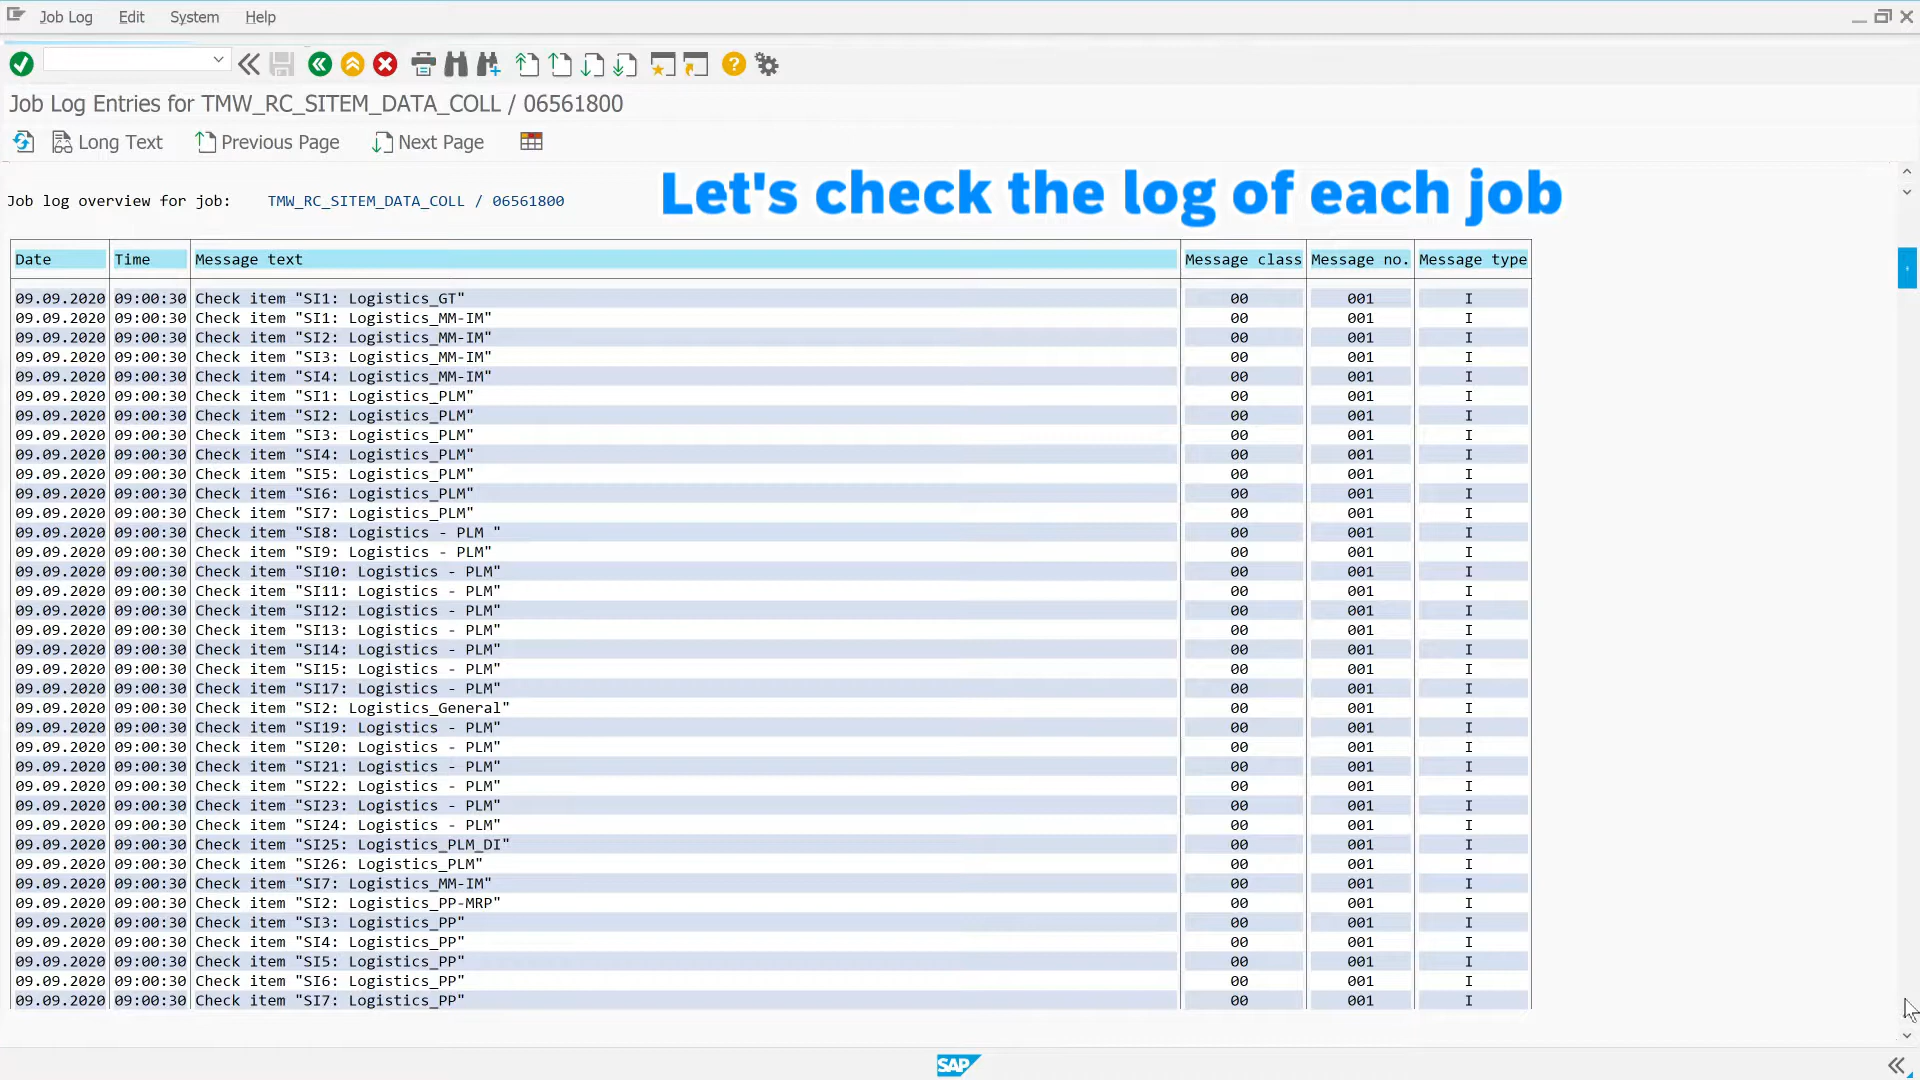 Job Log Edit System Help
Job Log Entries for TMW_RC_SITEM_DATA_COLL / 06561800
Long Text Previous Page Next Page
Let's check the log of each job
Job log overview for job: TMW_RC_SITEM_DATA_COLL / 06561800
Date Time Message text Message class Message no. Message type
09.09.2020 09:00:30 Check item "SI1: Logistics_GT" 00 001 I
09.09.2020 09:00:30 Check item "SI1: Logistics_MM-IM" 00 001 I
09.09.2020 09:00:30 Check item "SI2: Logistics_MM-IM" 00 001 I
09.09.2020 09:00:30 Check item "SI3: Logistics_MM-IM" 00 001 I
09.09.2020 09:00:30 Check item "SI4: Logistics_MM-IM" 00 001 I
09.09.2020 09:00:30 Check item "SI1: Logistics_PLM" 00 001 I
09.09.2020 09:00:30 Check item "SI2: Logistics_PLM" 00 001 I
09.09.2020 09:00:30 Check item "SI3: Logistics_PLM" 00 001 I
09.09.2020 09:00:30 Check item "SI4: Logistics_PLM" 00 001 I
09.09.2020 09:00:30 Check item "SI5: Logistics_PLM" 00 001 I
09.09.2020 09:00:30 Check item "SI6: Logistics_PLM" 00 001 I
09.09.2020 09:00:30 Check item "SI7: Logistics_PLM" 00 001 I
09.09.2020 09:00:30 Check item "SI8: Logistics - PLM " 00 001 I
09.09.2020 09:00:30 Check item "SI9: Logistics - PLM" 00 001 I
09.09.2020 09:00:30 Check item "SI10: Logistics - PLM" 00 001 I
09.09.2020 09:00:30 Check item "SI11: Logistics - PLM" 00 001 I
09.09.2020 09:00:30 Check item "SI12: Logistics - PLM" 00 001 I
09.09.2020 09:00:30 Check item "SI13: Logistics - PLM" 00 001 I
09.09.2020 09:00:30 Check item "SI14: Logistics - PLM" 00 001 I
09.09.2020 09:00:30 Check item "SI15: Logistics - PLM" 00 001 I
09.09.2020 09:00:30 Check item "SI17: Logistics - PLM" 00 001 I
09.09.2020 09:00:30 Check item "SI2: Logistics_General" 00 001 I
09.09.2020 09:00:30 Check item "SI19: Logistics - PLM" 00 001 I
09.09.2020 09:00:30 Check item "SI20: Logistics - PLM" 00 001 I
09.09.2020 09:00:30 Check item "SI21: Logistics - PLM" 00 001 I
09.09.2020 09:00:30 Check item "SI22: Logistics - PLM" 00 001 I
09.09.2020 09:00:30 Check item "SI23: Logistics - PLM" 00 001 I
09.09.2020 09:00:30 Check item "SI24: Logistics - PLM" 00 001 I
09.09.2020 09:00:30 Check item "SI25: Logistics_PLM_DI" 00 001 I
09.09.2020 09:00:30 Check item "SI26: Logistics_PLM" 00 001 I
09.09.2020 09:00:30 Check item "SI7: Logistics_MM-IM" 00 001 I
09.09.2020 09:00:30 Check item "SI2: Logistics_PP-MRP" 00 001 I
09.09.2020 09:00:30 Check item "SI3: Logistics_PP" 00 001 I
09.09.2020 09:00:30 Check item "SI4: Logistics_PP" 00 001 I
09.09.2020 09:00:30 Check item "SI5: Logistics_PP" 00 001 I
09.09.2020 09:00:30 Check item "SI6: Logistics_PP" 00 001 I
09.09.2020 09:00:30 Check item "SI7: Logistics_PP" 00 001 I
SAP